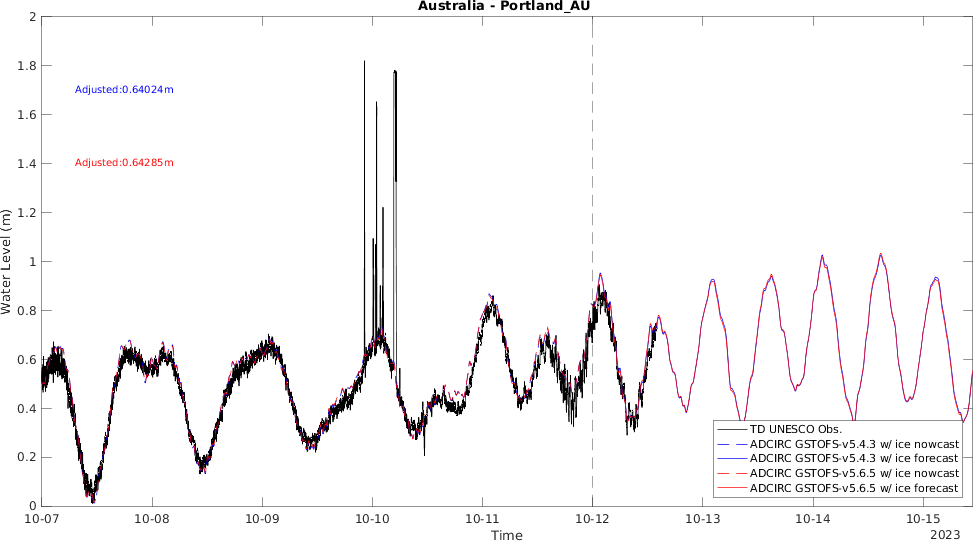 Australia - Portland_AU
2
1.8
1.6
1.4
1.2
1
0.8
0.6
0.4
0.2
0
Water Level (m)
Adjusted:0.64024m
Adjusted:0.64285m
TD UNESCO Obs.
ADCIRC GSTOFS-v5.4.3 w/ ice nowcast
ADCIRC GSTOFS-v5.4.3 w/ ice forecast
ADCIRC GSTOFS-v5.6.5 w/ ice nowcast
ADCIRC GSTOFS-v5.6.5 w/ ice forecast
10-07 10-08 10-09 10-10 10-11 10-12 10-13 10-14 10-15
Time
2023